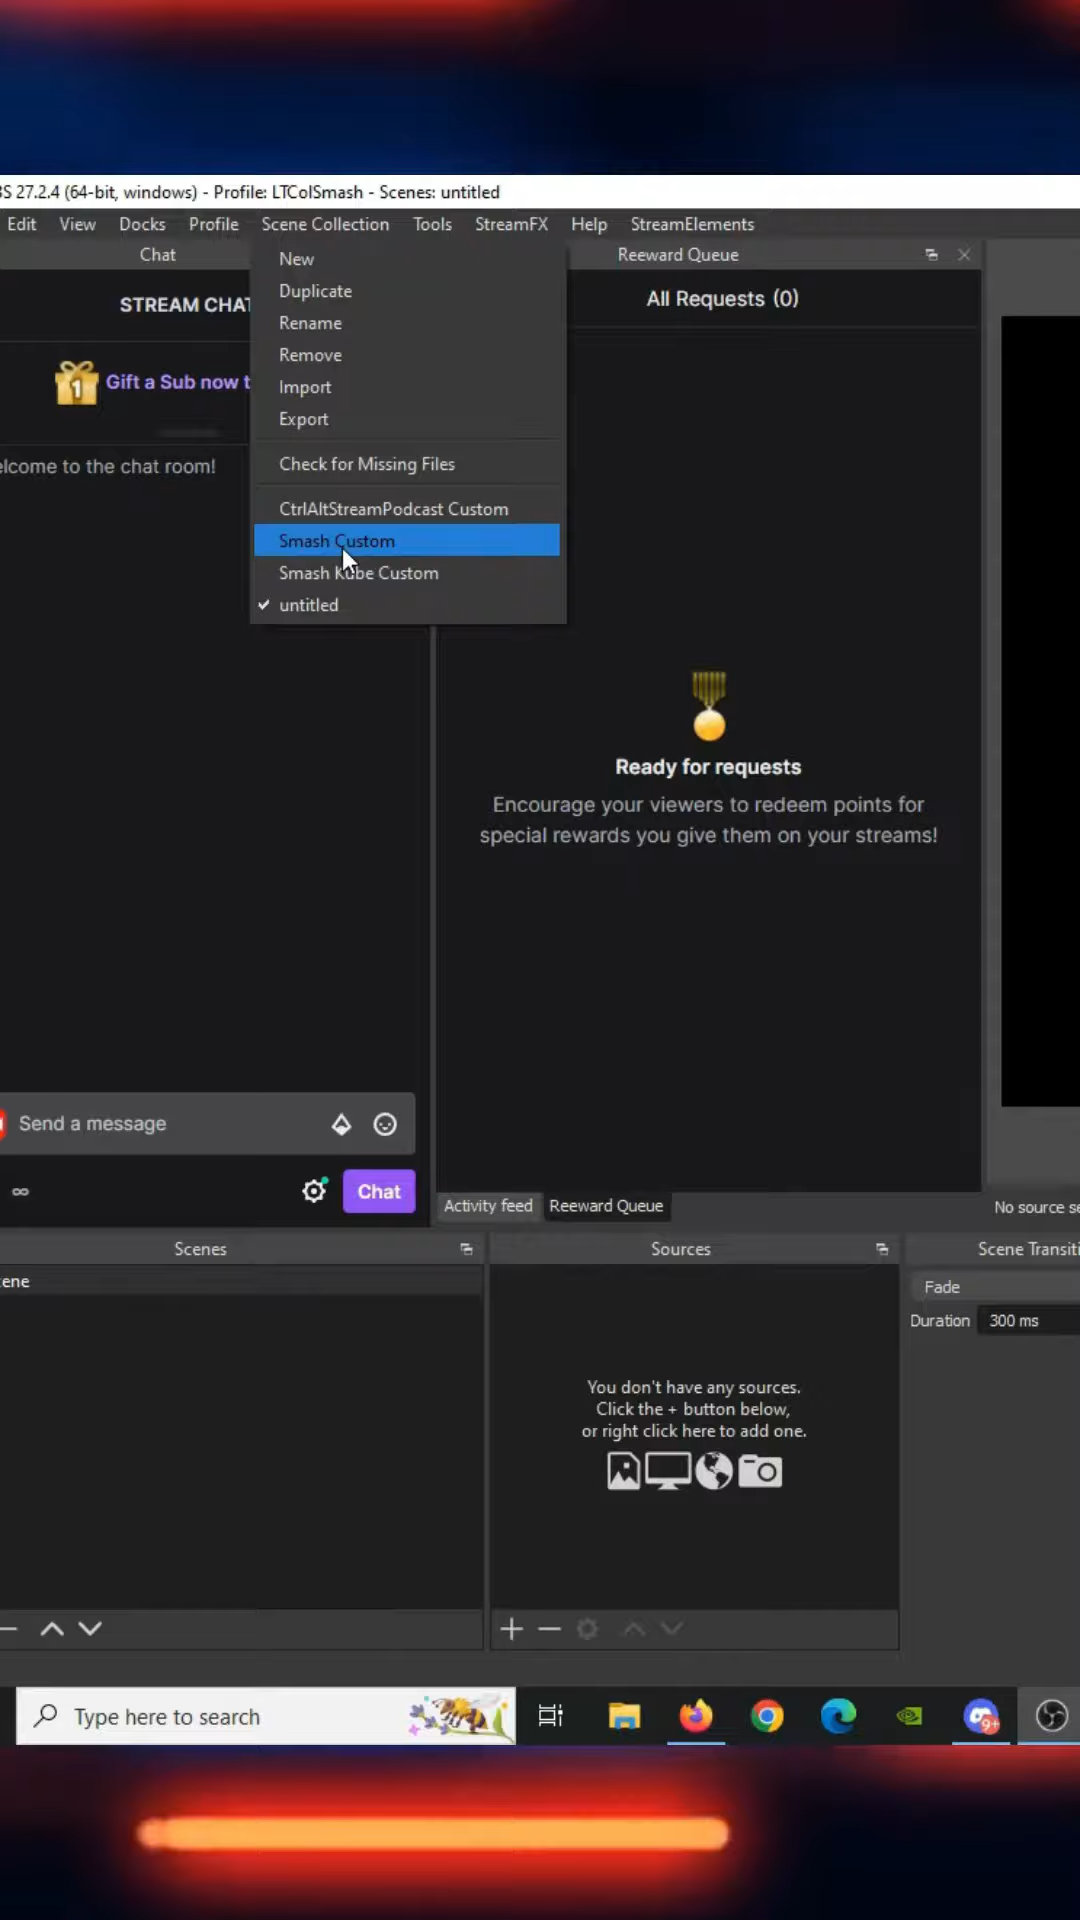 BS 27.2.4 (64-bit, windows) - Profile: LTColSmash - Scenes: untitled
Edit View Docks Profile Scene Collection Tools StreamFX Help StreamElements
Chat
STREAM CHAT
1
Gift a Sub now t
elcome to the chat room!
Send a message
∞
Chat
New
Duplicate
Rename
Remove
Import
Export
Check for Missing Files
CtrlAltStreamPodcast Custom
Smash Custom
Smash Kube Custom
untitled
Reeward Queue
All Requests (0)
Ready for requests
Encourage your viewers to redeem points for
special rewards you give them on your streams!
Activity feed Reeward Queue
No source se
Scenes
ene
Sources
You don't have any sources.
Click the + button below,
or right click here to add one.
Scene Transiti
Fade
Duration 300 ms
Type here to search
9+